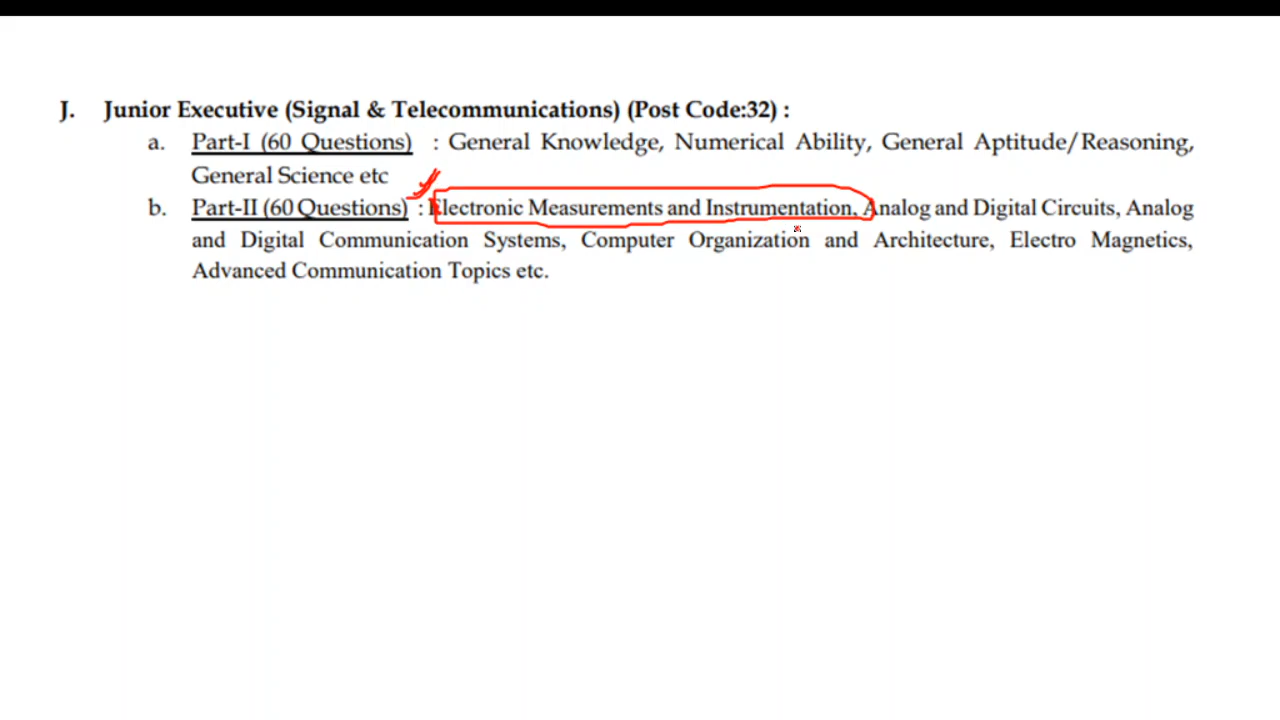 J. Junior Executive (Signal & Telecommunications) (Post Code:32) :
a. Part-I (60 Questions) : General Knowledge, Numerical Ability, General Aptitude/Reasoning,
General Science etc
b. Part-II (60 Questions) : Electronic Measurements and Instrumentation, Analog and Digital Circuits, Analog
and Digital Communication Systems, Computer Organization and Architecture, Electro Magnetics,
Advanced Communication Topics etc.